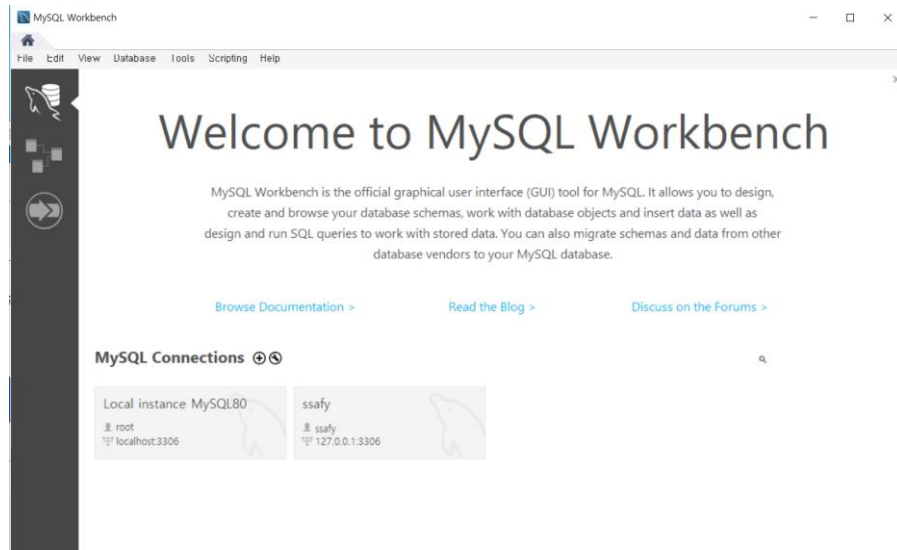 MySQL Workbench
File Edit View Database Tools Scripting Help
Welcome to MySQL Workbench
MySQL Workbench is the official graphical user interface (GUI) tool for MySQL. It allows you to design,
create and browse your database schemas, work with database objects and insert data as well as
design and run SQL queries to work with stored data. You can also migrate schemas and data from other
database vendors to your MySQL database.
Browse Documentation > Read the Blog > Discuss on the Forums >
MySQL Connections
Local instance MySQL80
root
localhost:3306
ssafy
ssafy
127.0.0.1:3306